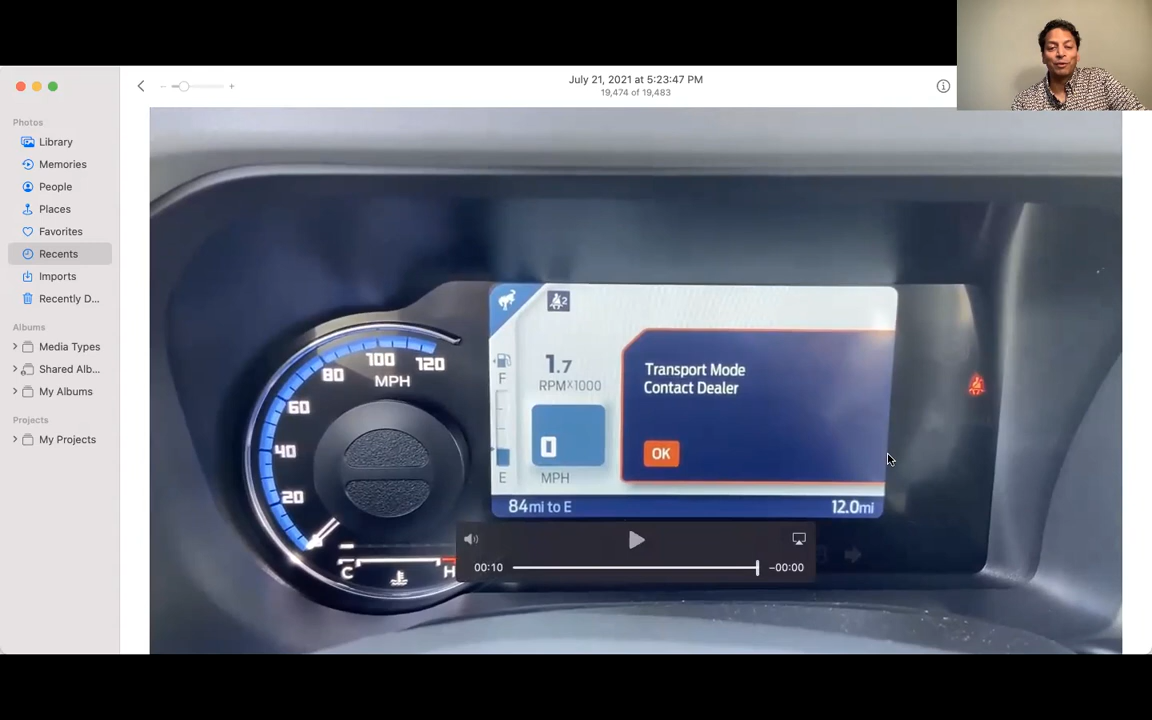 July 21, 2021 at 5:23:47 PM
19,474 of 19,483
Photos
Library
Memories
People
Places
Favorites
Recents
Imports
Recently D...
Albums
Media Types
Shared Alb...
My Albums
Projects
My Projects
20
40
60
80
100
120
MPH
C
H
2
F
E
1.7
RPMX1000
0
MPH
Transport Mode
Contact Dealer
OK
84mi to E
12.0mi
00:10
-00:00